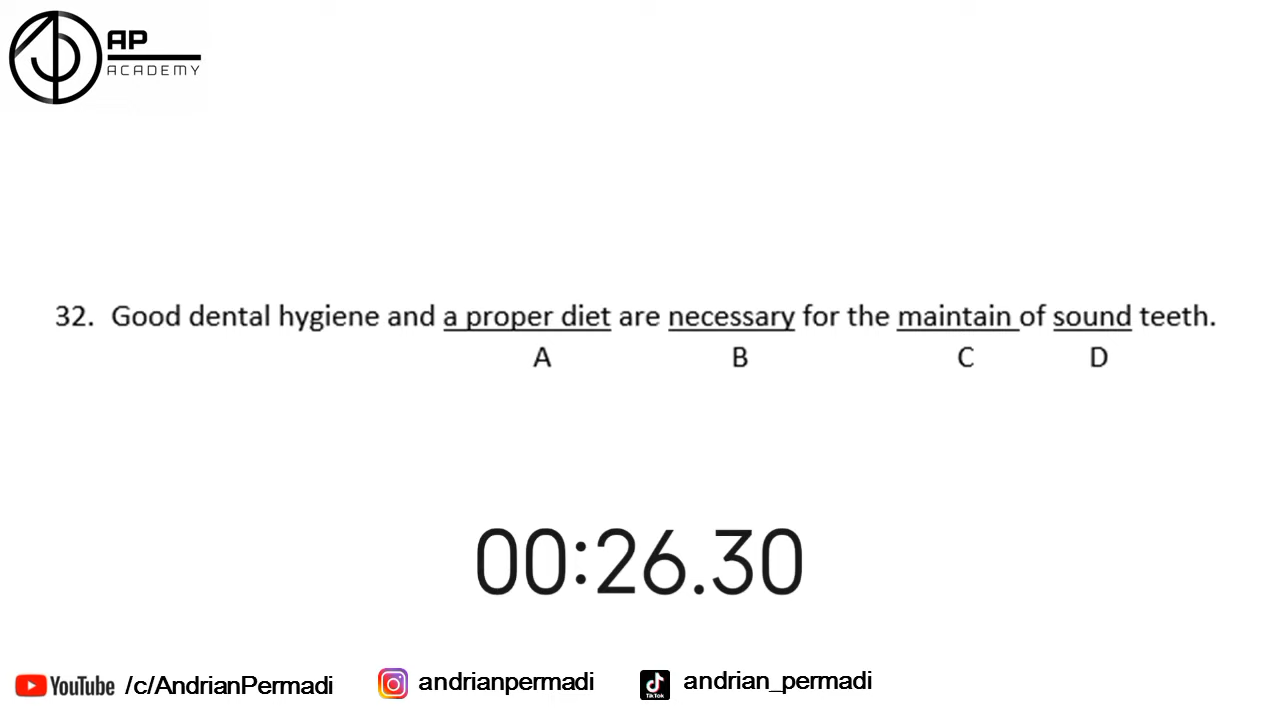 AP
ACADEMY
32. Good dental hygiene and a proper diet are necessary for the maintain of sound teeth.
A B C D
00:26.30
YouTube /c/AndrianPermadi andrianpermadi TikTok andrian_permadi